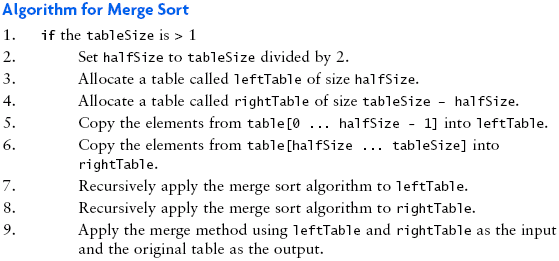 Algorithm for Merge Sort
1. if the tableSize is > 1
2. Set halfSize to tableSize divided by 2.
3. Allocate a table called leftTable of size halfSize.
4. Allocate a table called rightTable of size tableSize – halfSize.
5. Copy the elements from table[0 ... halfSize - 1] into leftTable.
6. Copy the elements from table[halfSize ... tableSize] into
rightTable.
7. Recursively apply the merge sort algorithm to leftTable.
8. Recursively apply the merge sort algorithm to rightTable.
9. Apply the merge method using leftTable and rightTable as the input
and the original table as the output.